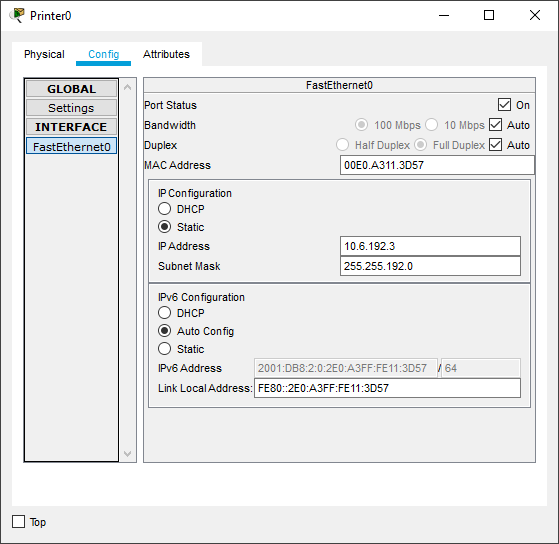 Printer0
Physical Config Attributes
GLOBAL
Settings
INTERFACE
FastEthernet0
FastEthernet0
Port Status On
Bandwidth 100 Mbps 10 Mbps Auto
Duplex Half Duplex Full Duplex Auto
MAC Address 00E0.A311.3D57
IP Configuration
DHCP
Static
IP Address 10.6.192.3
Subnet Mask 255.255.192.0
IPv6 Configuration
DHCP
Auto Config
Static
IPv6 Address 2001:DB8:2:0:2E0:A3FF:FE11:3D57 / 64
Link Local Address: FE80::2E0:A3FF:FE11:3D57
Top